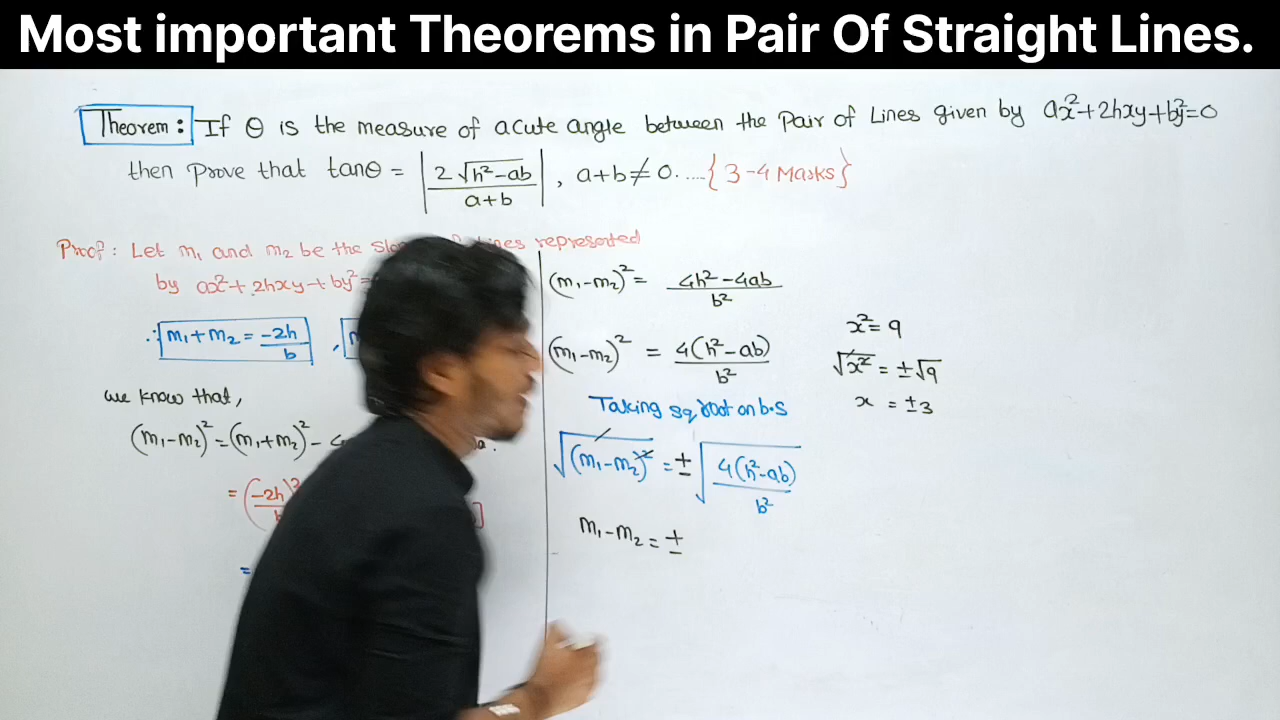 Most important Theorems in Pair Of Straight Lines.
Theorem: If θ is the measure of acute angle between the Pair of Lines given by ax²+2hxy+by²=0
then Prove that tanθ = |2√(h²-ab)/(a+b)|, a+b≠0. ....{3-4 Marks}
Proof: Let m₁ and m₂ be the lines represented
by ax²+2hxy+by²=
∴ m₁+m₂ = -2h/b ,
we know that,
(m₁-m₂)² = (m₁+m₂)² -
= (-2h
=
(m₁-m₂)² = (4h²-4ab)/b²
(m₁-m₂)² = 4(h²-ab)/b²
Taking sq root on b.s
√(m₁-m₂)² = ± √(4(h²-ab)/b²)
m₁-m₂ = ±
x² = 9
√x² = ±√9
x = ±3